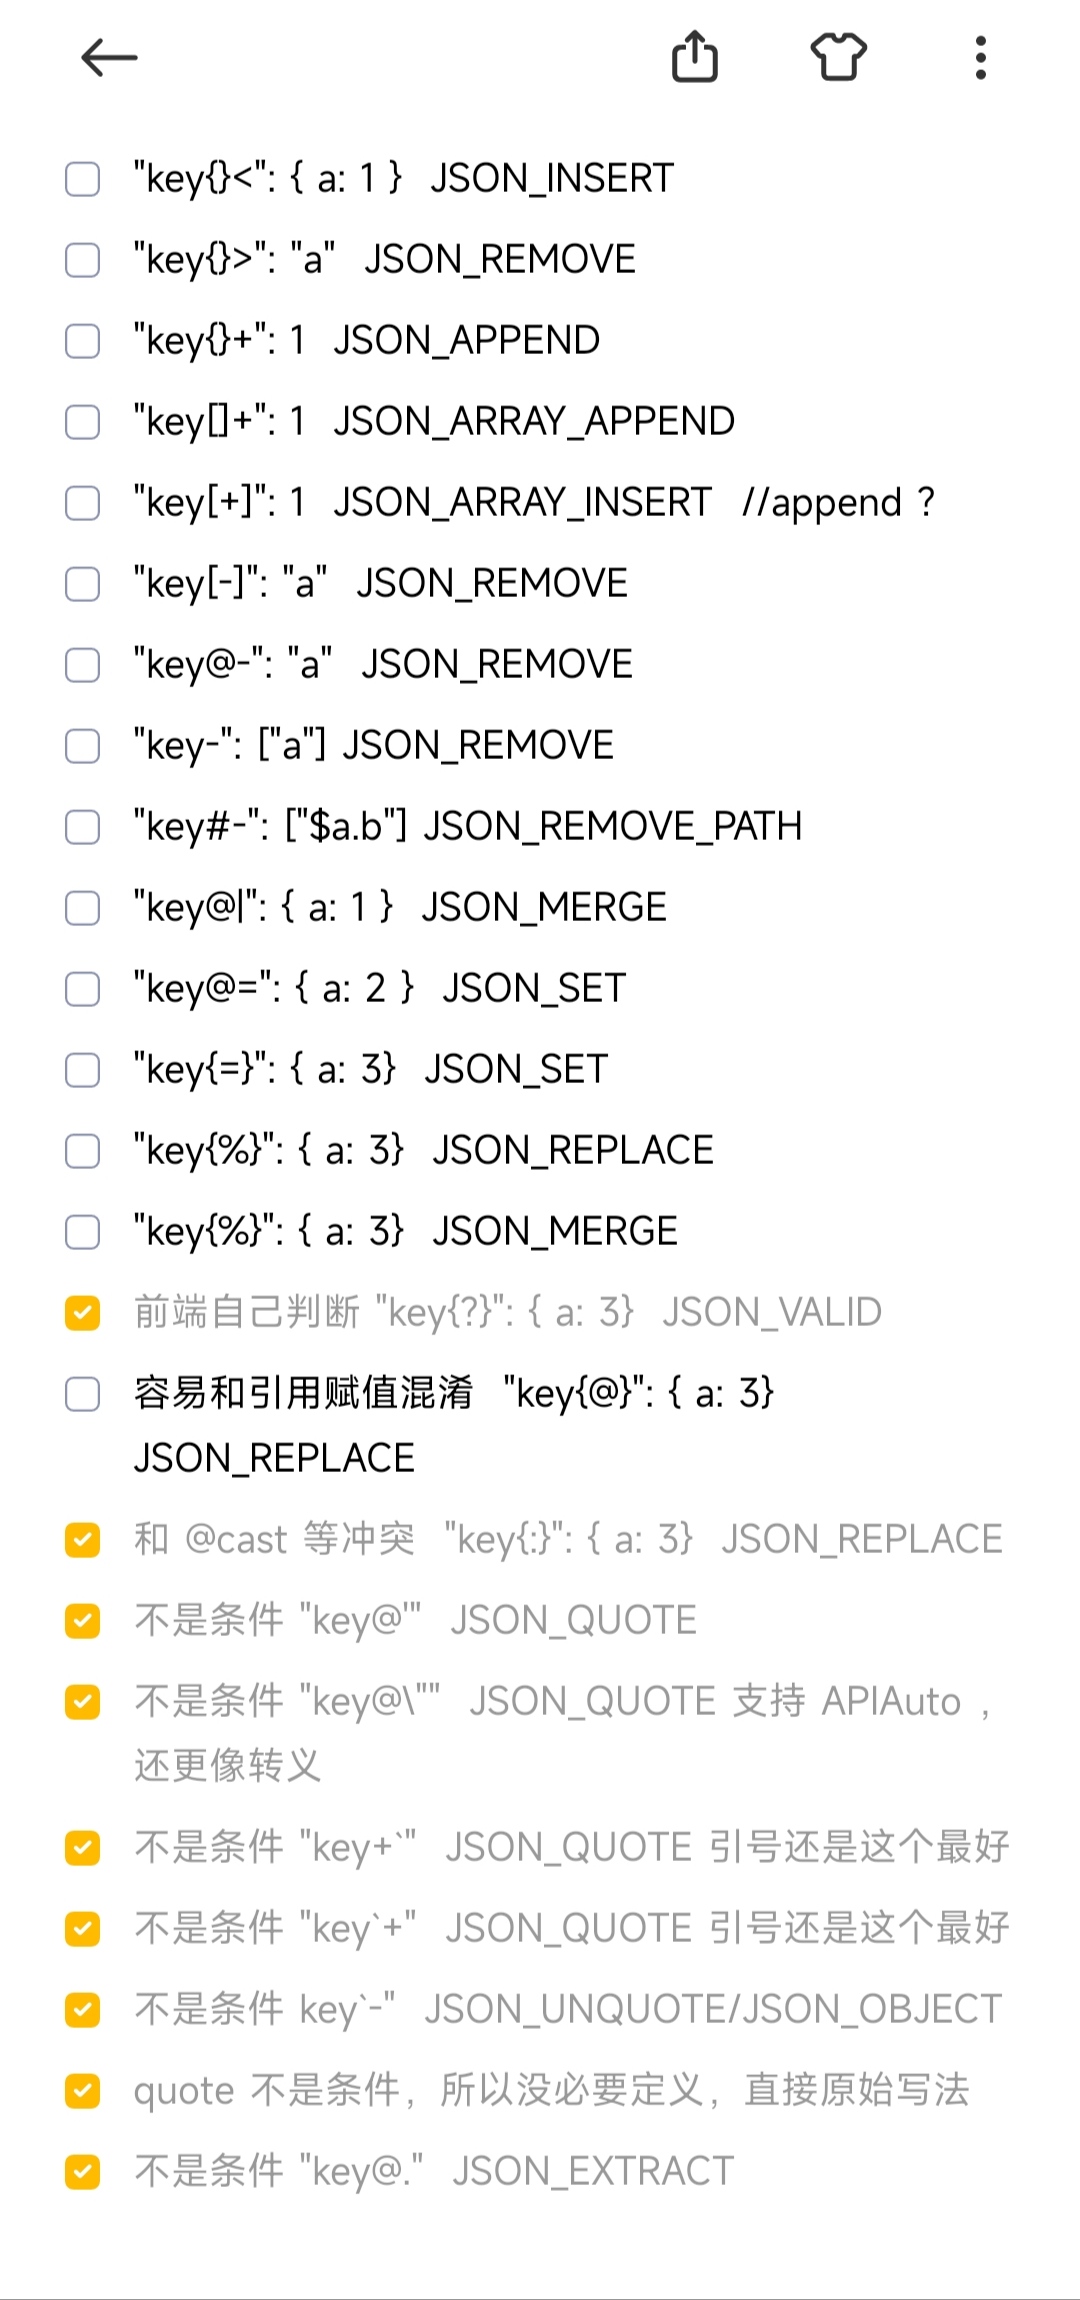 "key{}<": { a: 1 }  JSON_INSERT
"key{}>": "a"  JSON_REMOVE
"key{}+": 1  JSON_APPEND
"key[]+": 1  JSON_ARRAY_APPEND
"key[+]": 1  JSON_ARRAY_INSERT  //append ?
"key[-]": "a"  JSON_REMOVE
"key@-": "a"  JSON_REMOVE
"key-": ["a"] JSON_REMOVE
"key#-": ["$a.b"] JSON_REMOVE_PATH
"key@|": { a: 1 }  JSON_MERGE
"key@=": { a: 2 }  JSON_SET
"key{=}": { a: 3}  JSON_SET
"key{%}": { a: 3}  JSON_REPLACE
"key{%}": { a: 3}  JSON_MERGE
前端自己判断 "key{?}": { a: 3}  JSON_VALID
容易和引用赋值混淆  "key{@}": { a: 3}
JSON_REPLACE
和 @cast 等冲突  "key{:}": { a: 3}  JSON_REPLACE
不是条件 "key@'"  JSON_QUOTE
不是条件 "key@\""  JSON_QUOTE 支持 APIAuto ，
还更像转义
不是条件 "key+`"  JSON_QUOTE 引号还是这个最好
不是条件 "key`+"  JSON_QUOTE 引号还是这个最好
不是条件 key`-"  JSON_UNQUOTE/JSON_OBJECT
quote 不是条件，所以没必要定义，直接原始写法
不是条件 "key@."  JSON_EXTRACT